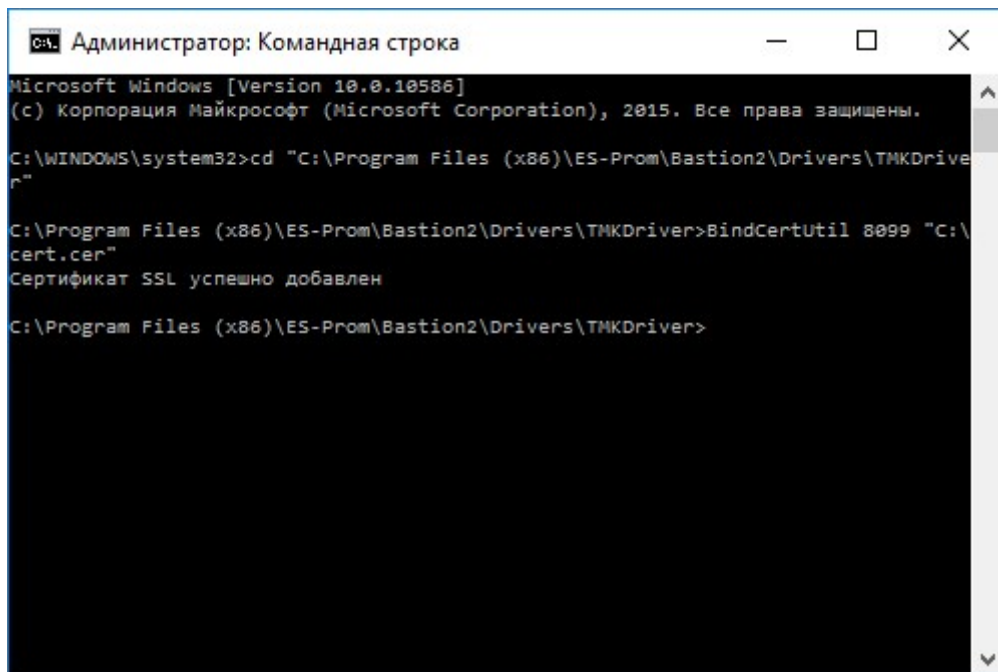 Администратор: Командная строка
Microsoft Windows [Version 10.0.10586]
(c) Корпорация Майкрософт (Microsoft Corporation), 2015. Все права защищены.
C:\WINDOWS\system32>cd "C:\Program Files (x86)\ES-Prom\Bastion2\Drivers\TMKDrive
r"
C:\Program Files (x86)\ES-Prom\Bastion2\Drivers\TMKDriver>BindCertUtil 8099 "C:\
cert.cer"
Сертификат SSL успешно добавлен
C:\Program Files (x86)\ES-Prom\Bastion2\Drivers\TMKDriver>